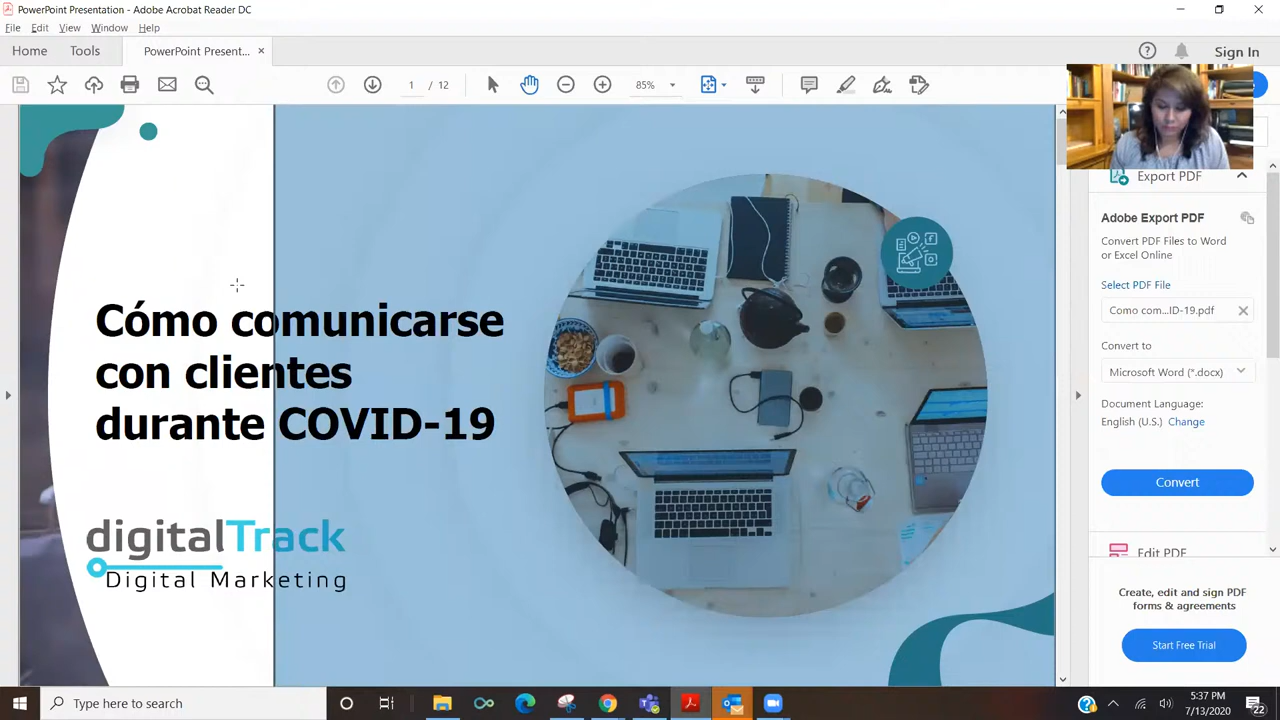 PowerPoint Presentation - Adobe Acrobat Reader DC
File Edit View Window Help
Home Tools PowerPoint Present... × Sign In
1 / 12 85%
Cómo comunicarse
con clientes
durante COVID-19
digitalTrack
Digital Marketing
Export PDF
Adobe Export PDF
Convert PDF Files to Word
or Excel Online
Select PDF File
Como com...ID-19.pdf
Convert to
Microsoft Word (*.docx)
Document Language:
English (U.S.) Change
Convert
Edit PDF
Create, edit and sign PDF
forms & agreements
Start Free Trial
Type here to search
5:37 PM
7/13/2020
22